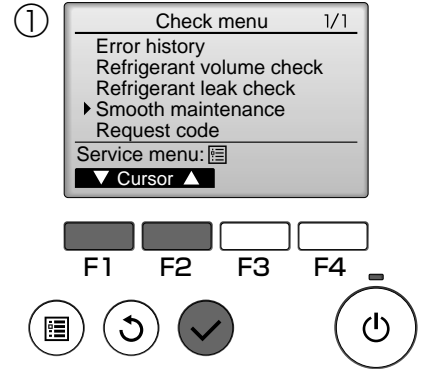 ①
Check menu 1/1
Error history
Refrigerant volume check
Refrigerant leak check
Smooth maintenance
Request code
Service menu:
▼ Cursor ▲
F1 F2 F3 F4